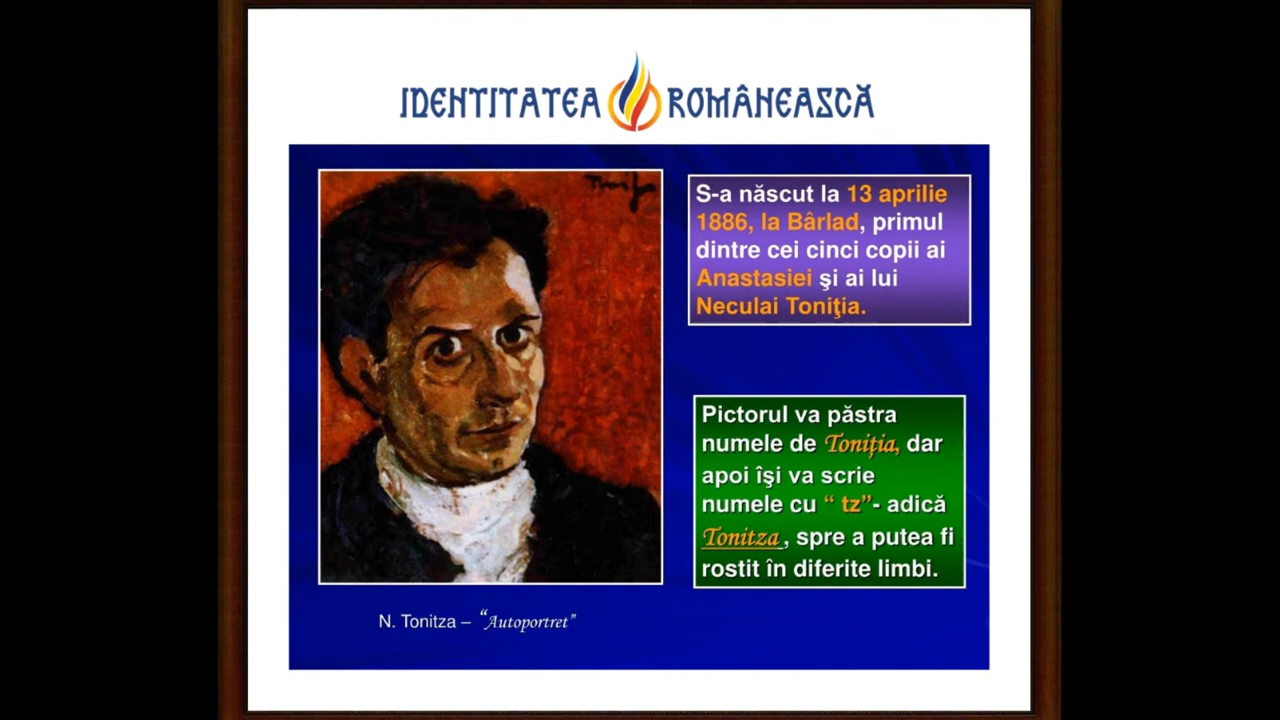 IDENTITATEA ROMÂNEASCĂ
S-a născut la 13 aprilie
1886, la Bârlad, primul
dintre cei cinci copii ai
Anastasiei şi ai lui
Neculai Toniţia.
Pictorul va păstra
numele de Toniţia, dar
apoi îşi va scrie
numele cu “ tz”- adică
Tonitza , spre a putea fi
rostit în diferite limbi.
N. Tonitza – “Autoportret”